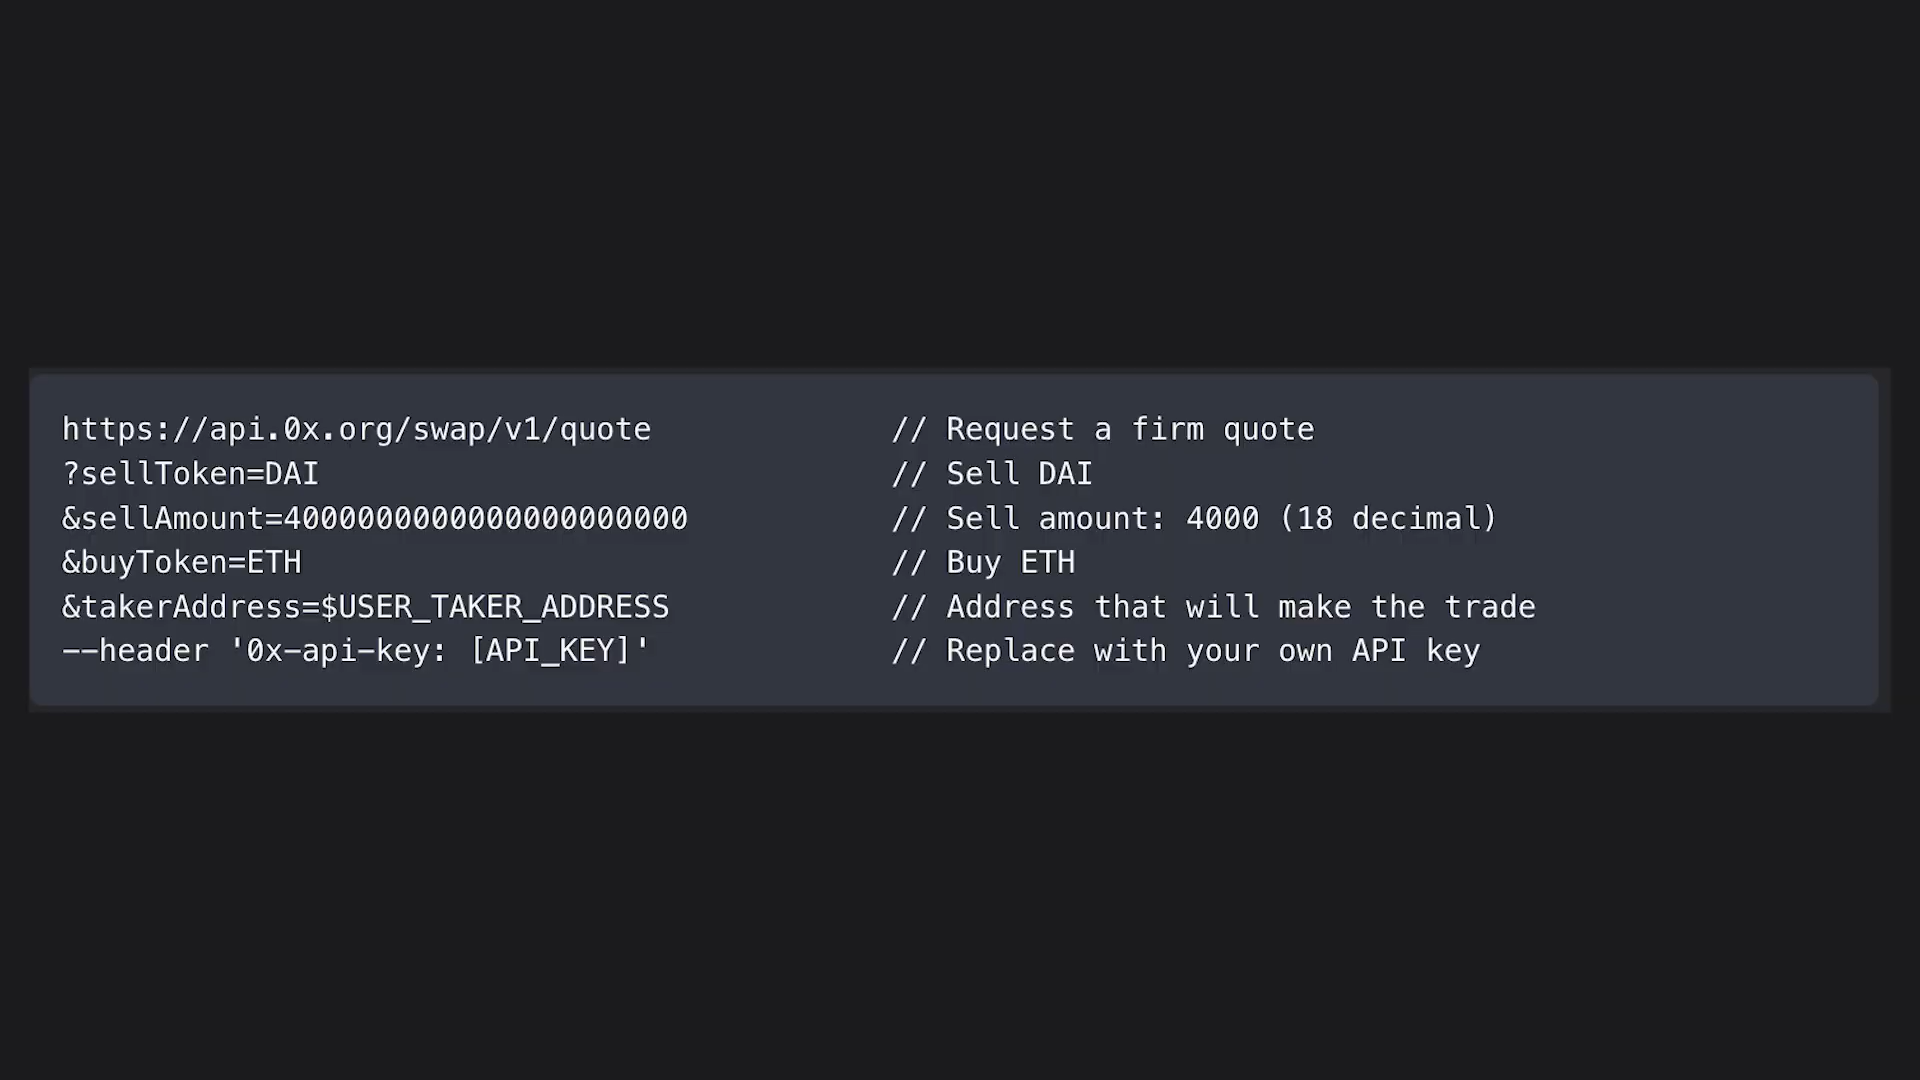 https://api.0x.org/swap/v1/quote // Request a firm quote
?sellToken=DAI // Sell DAI
&sellAmount=4000000000000000000000 // Sell amount: 4000 (18 decimal)
&buyToken=ETH // Buy ETH
&takerAddress=$USER_TAKER_ADDRESS // Address that will make the trade
--header '0x-api-key: [API_KEY]' // Replace with your own API key